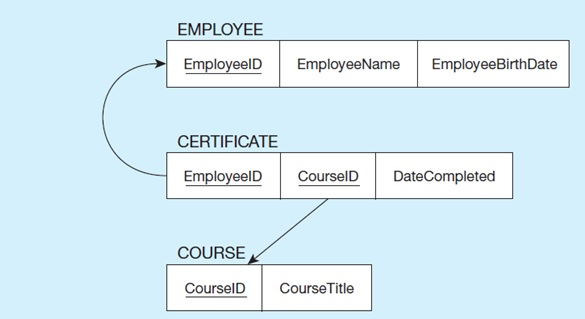 EMPLOYEE
EmployeeID EmployeeName EmployeeBirthDate
CERTIFICATE
EmployeeID CourseID DateCompleted
COURSE
CourseID CourseTitle